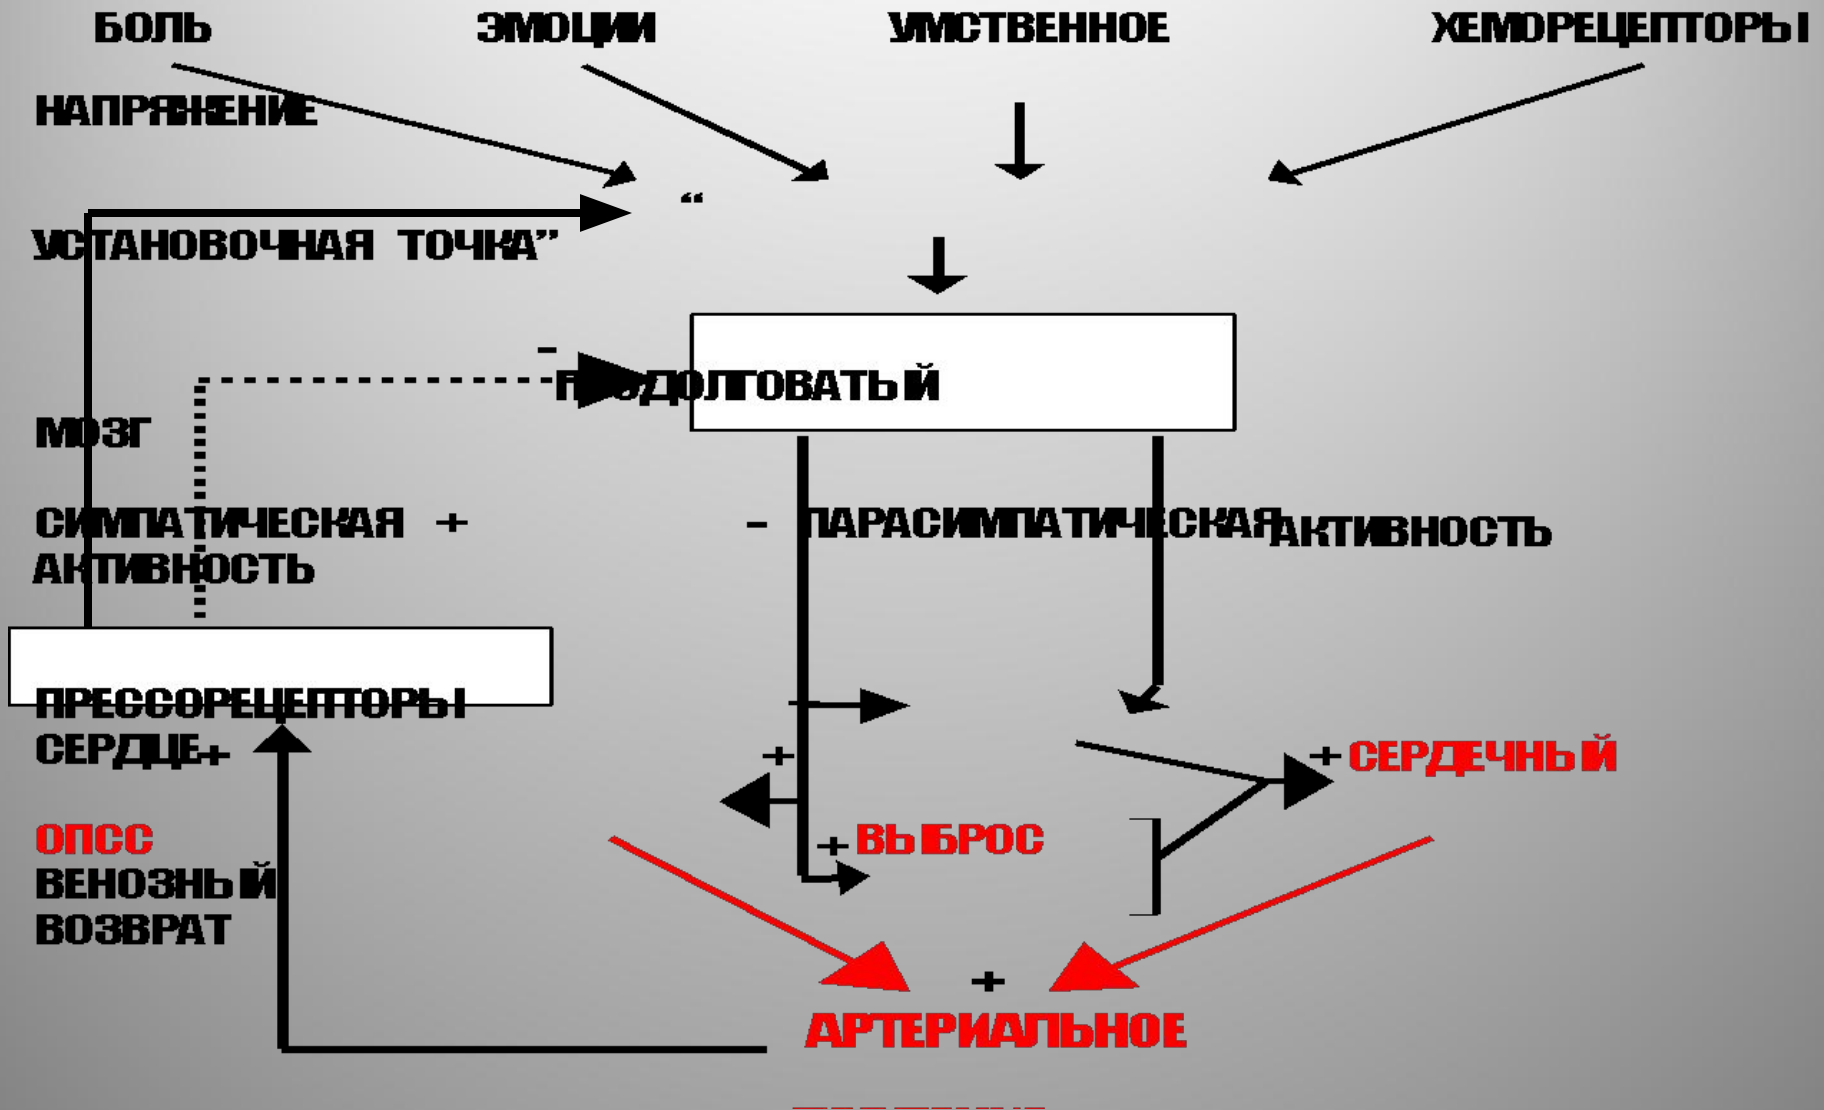 БОЛЬ ЭМОЦИИ УМСТВЕННОЕ ХЕМОРЕЦЕПТОРЫ
НАПРЯЖЕНИЕ
“
УСТАНОВОЧНАЯ ТОЧКА”
–
ПРОДОЛГОВАТЫЙ
МОЗГ
СИМПАТИЧЕСКАЯ + – ПАРАСИМПАТИЧЕСКАЯ АКТИВНОСТЬ
АКТИВНОСТЬ
ПРЕССОРЕЦЕПТОРЫ
СЕРДЦЕ+ + + СЕРДЕЧНЫЙ
ОПСС + ВЫБРОС
ВЕНОЗНЫЙ
ВОЗВРАТ
+
АРТЕРИАЛЬНОЕ